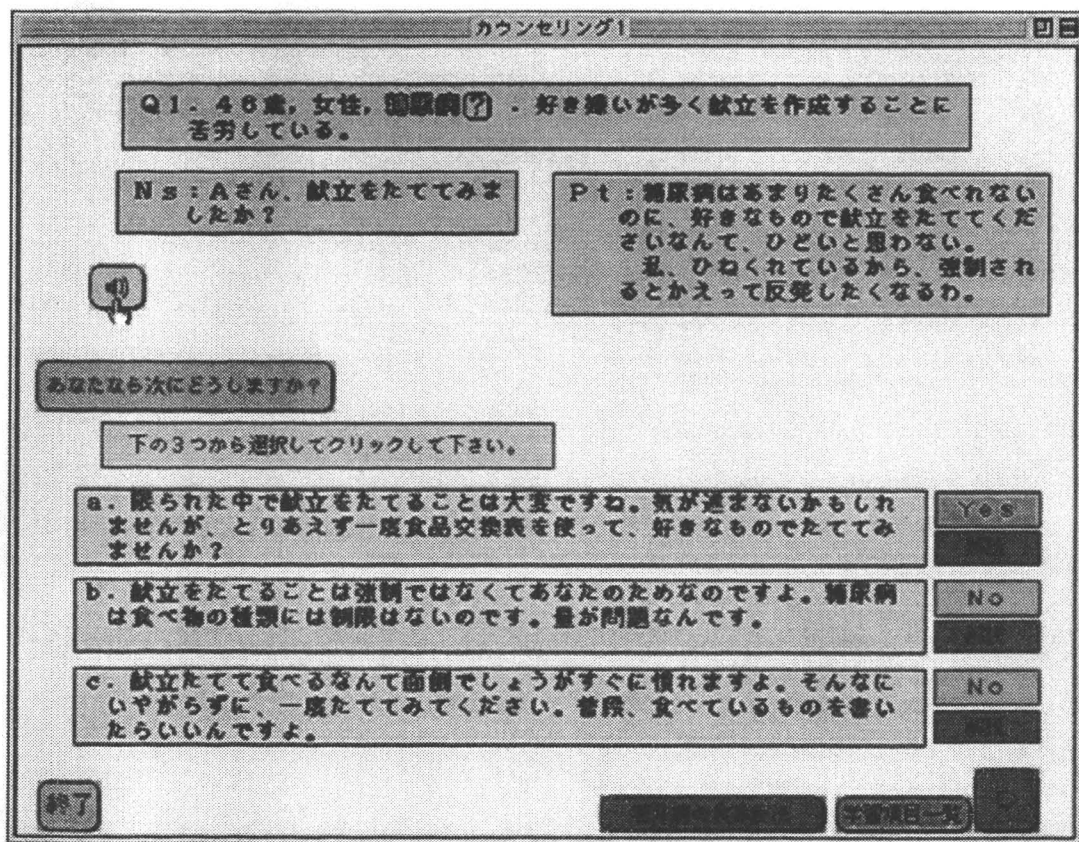 カウンセリング1
Q1．46歳，女性，糖尿病?．好き嫌いが多く献立を作成することに
苦労している。
Ns：Aさん、献立をたててみま
したか？
Pt：糖尿病はあまりたくさん食べれない
のに、好きなもので献立をたててくだ
さいなんて、ひどいと思わない。
私、ひねくれているから、強制され
るとかえって反発したくなるわ。
あなたなら次にどうしますか？
下の3つから選択してクリックして下さい。
a．限られた中で献立をたてることは大変ですね。気が進まないかもしれ
ませんが、とりあえず一度食品交換表を使って、好きなものでたててみ
ませんか？
Yes
b．献立をたてることは強制ではなくてあなたのためなのですよ。糖尿病
は食べ物の種類には制限はないのです。量が問題なんです。
No
c．献立たてて食べるなんて面倒でしょうがすぐに慣れますよ。そんなに
いやがらずに、一度たててみてください。普段、食べているものを書い
たらいいんですよ。
No
終了
学習項目一覧